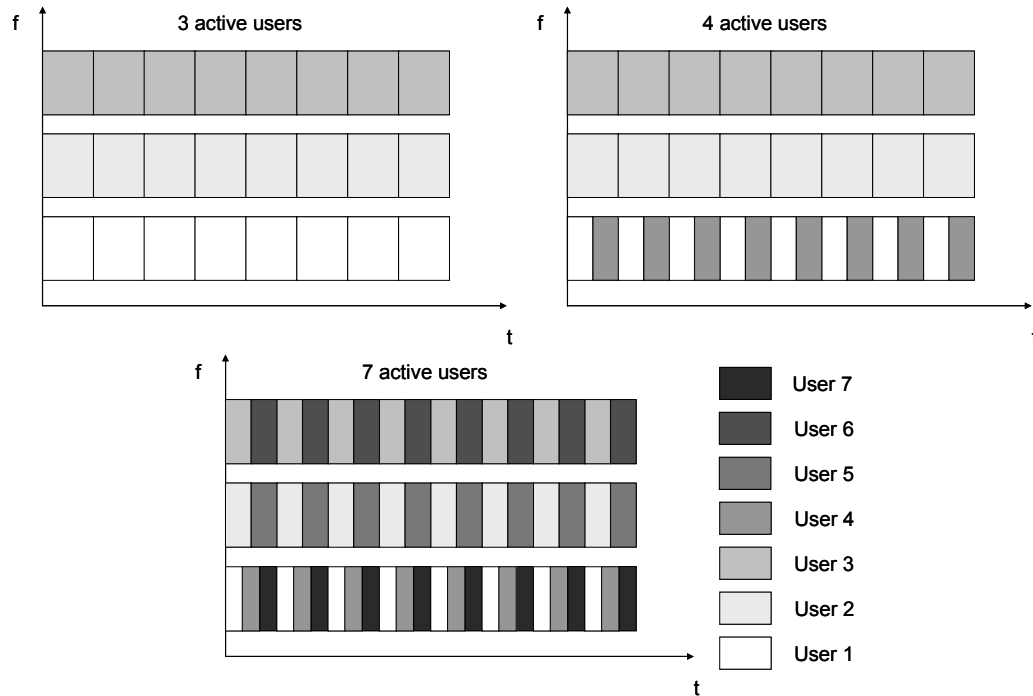 f
3 active users
t
f
4 active users
t
f
7 active users
t
User 7
User 6
User 5
User 4
User 3
User 2
User 1